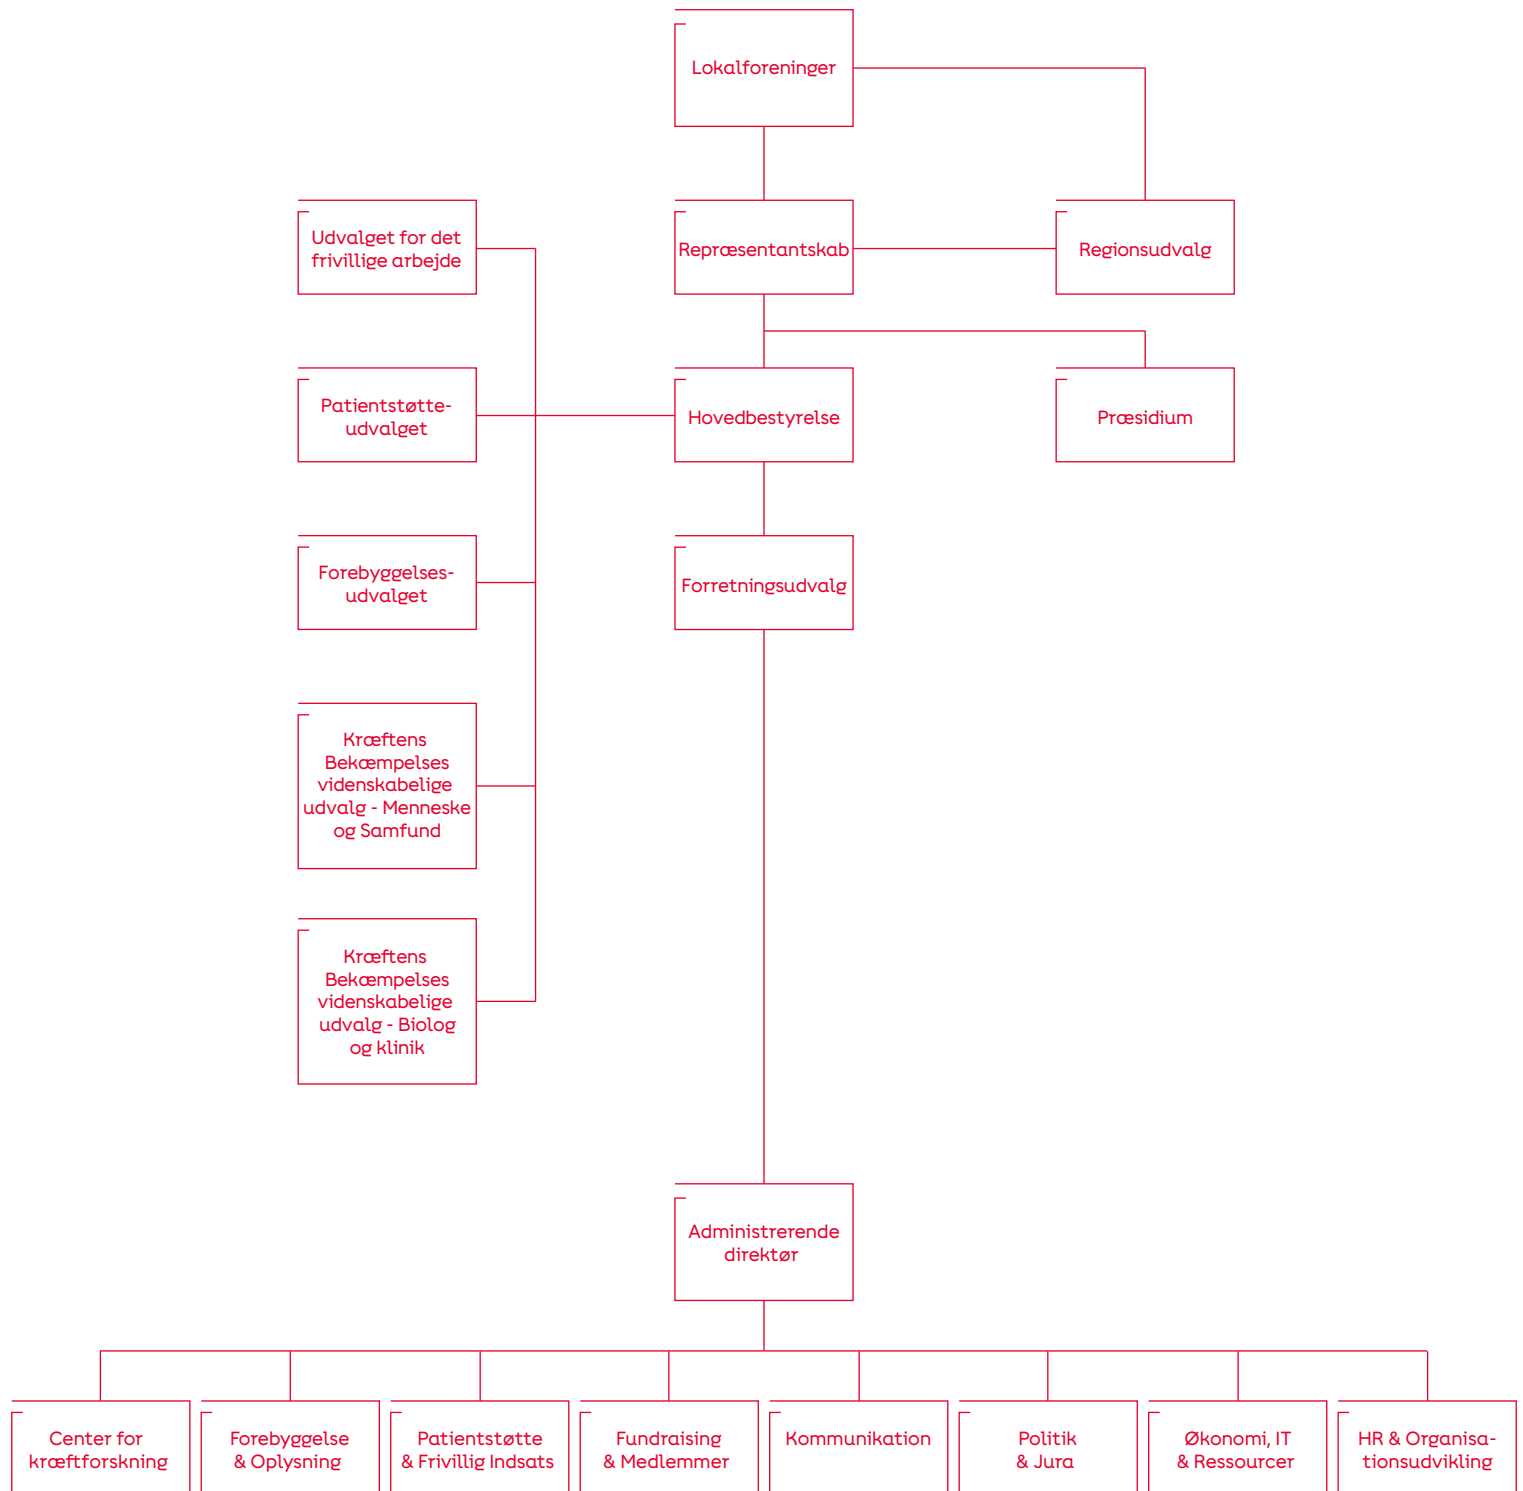 Lokalforeninger
Udvalget for det
frivillige arbejde
Repræsentantskab
Regionsudvalg
Patientstøtte-
udvalget
Hovedbestyrelse
Præsidium
Forebyggelses-
udvalget
Forretningsudvalg
Kræftens
Bekæmpelses
videnskabelige
udvalg - Menneske
og Samfund
Kræftens
Bekæmpelses
videnskabelige
udvalg - Biolog
og klinik
Administrerende
direktør
Center for
kræftforskning
Forebyggelse
& Oplysning
Patientstøtte
& Frivillig Indsats
Fundraising
& Medlemmer
Kommunikation
Politik
& Jura
Økonomi, IT
& Ressourcer
HR & Organisa-
tionsudvikling